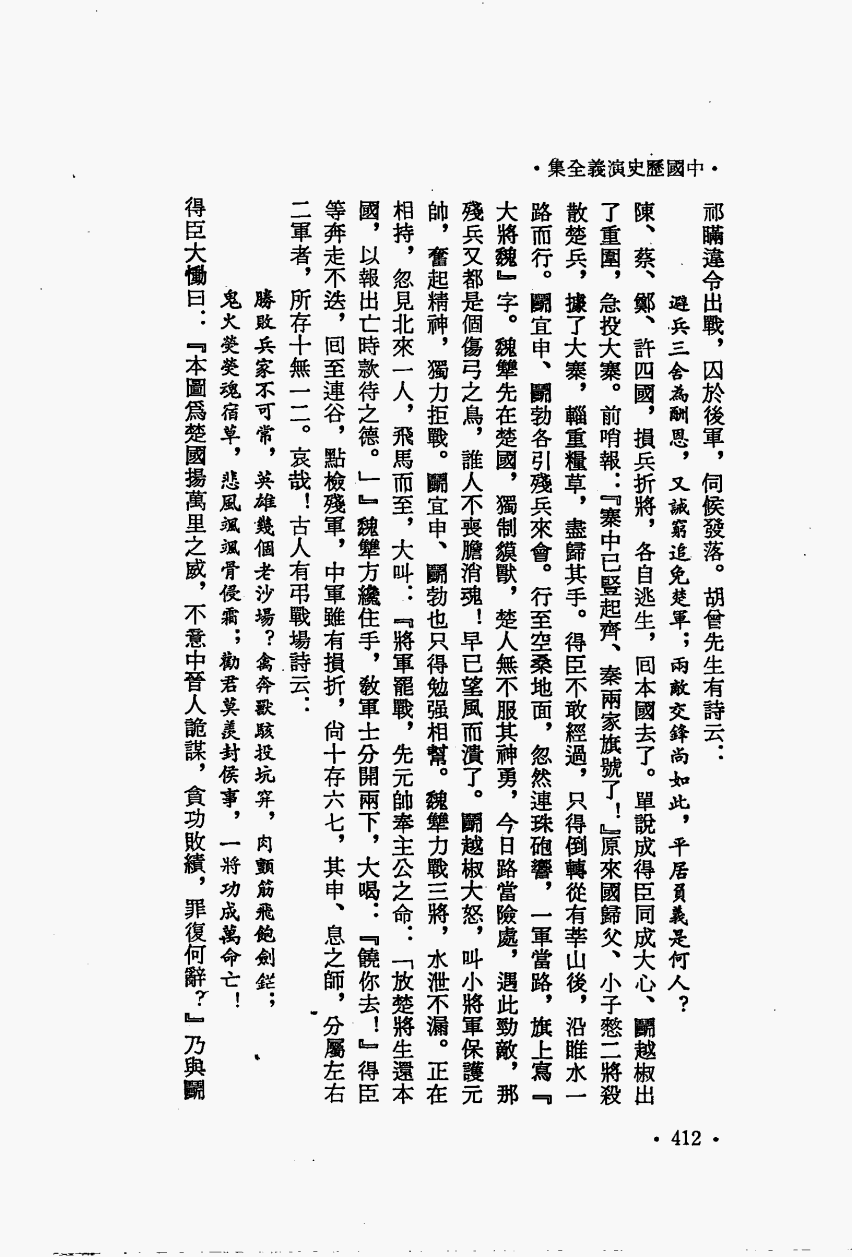 •中國歷史演義全集•
祁瞞違令出戰，囚於後軍，伺候發落。胡曾先生有詩云：
避兵三舍為酬恩，又誡窮追免楚軍；兩敵交鋒尚如此，平居負義是何人？
陳、蔡、鄭、許四國，損兵折將，各自逃生，回本國去了。單說成得臣同成大心、鬭越椒出
了重圍，急投大寨。前哨報：『寨中已豎起齊、秦兩家旗號了！』原來國歸父、小子憖二將殺
散楚兵，據了大寨，輜重糧草，盡歸其手。得臣不敢經過，只得倒轉從有莘山後，沿睢水一
路而行。鬭宜申、鬭勃各引殘兵來會。行至空桑地面，忽然連珠砲響，一軍當路，旗上寫『
大將魏』字。魏犨先在楚國，獨制貘獸，楚人無不服其神勇，今日路當險處，遇此勁敵，那
殘兵又都是個傷弓之鳥，誰人不喪膽消魂！早已望風而潰了。鬭越椒大怒，叫小將軍保護元
帥，奮起精神，獨力拒戰。鬭宜申、鬭勃也只得勉强相幫。魏犨力戰三將，水泄不漏。正在
相持，忽見北來一人，飛馬而至，大叫：『將軍罷戰，先元帥奉主公之命：「放楚將生還本
國，以報出亡時款待之德。」』魏犨方纔住手，敎軍士分開兩下，大喝：『饒你去！』得臣
等奔走不迭，回至連谷，點檢殘軍，中軍雖有損折，尙十存六七，其申、息之師，分屬左右
二軍者，所存十無一二。哀哉！古人有弔戰場詩云：
勝敗兵家不可常，英雄幾個老沙場？禽奔獸駭投坑穽，肉顫筋飛飽劍鋩；
鬼火熒熒魂宿草，悲風颯颯骨侵霜；勸君莫羨封侯事，一將功成萬命亡！
得臣大慟曰：『本圖爲楚國揚萬里之威，不意中晉人詭謀，貪功敗績，罪復何辭？』乃與鬭
•412•